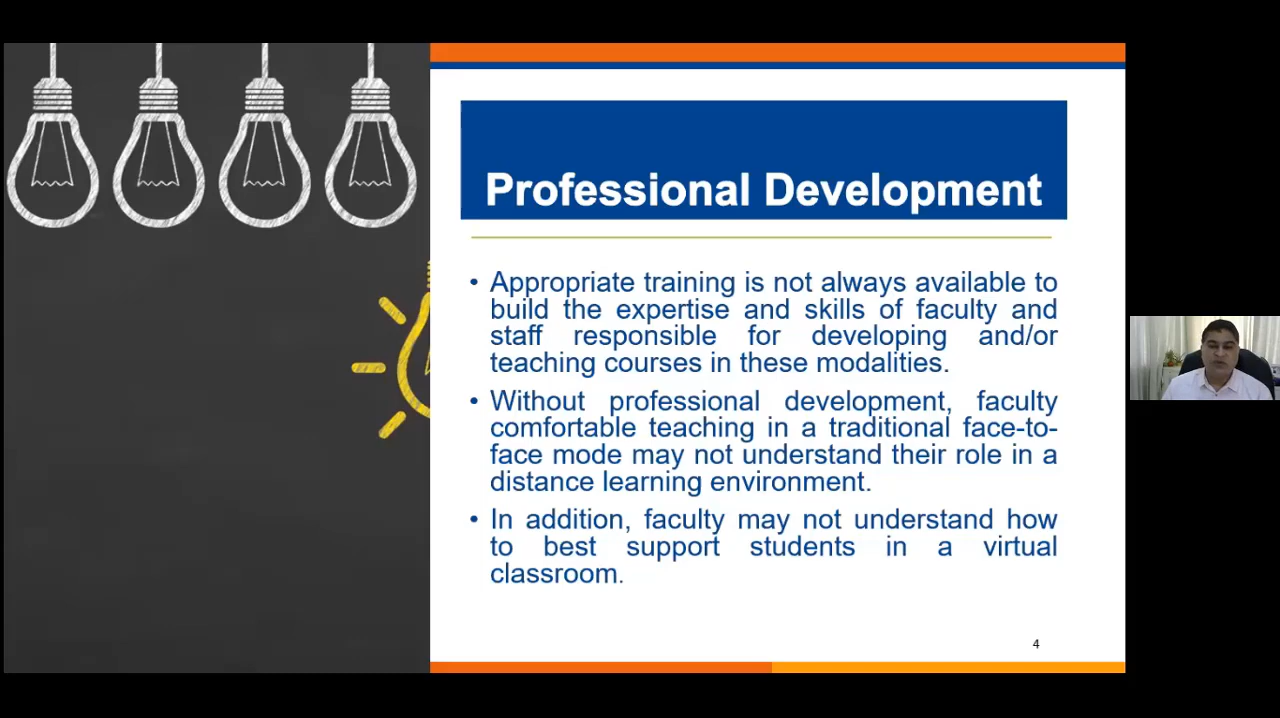 Professional Development
• Appropriate training is not always available to
build the expertise and skills of faculty and
staff responsible for developing and/or
teaching courses in these modalities.
• Without professional development, faculty
comfortable teaching in a traditional face-to-
face mode may not understand their role in a
distance learning environment.
• In addition, faculty may not understand how
to best support students in a virtual
classroom.
4